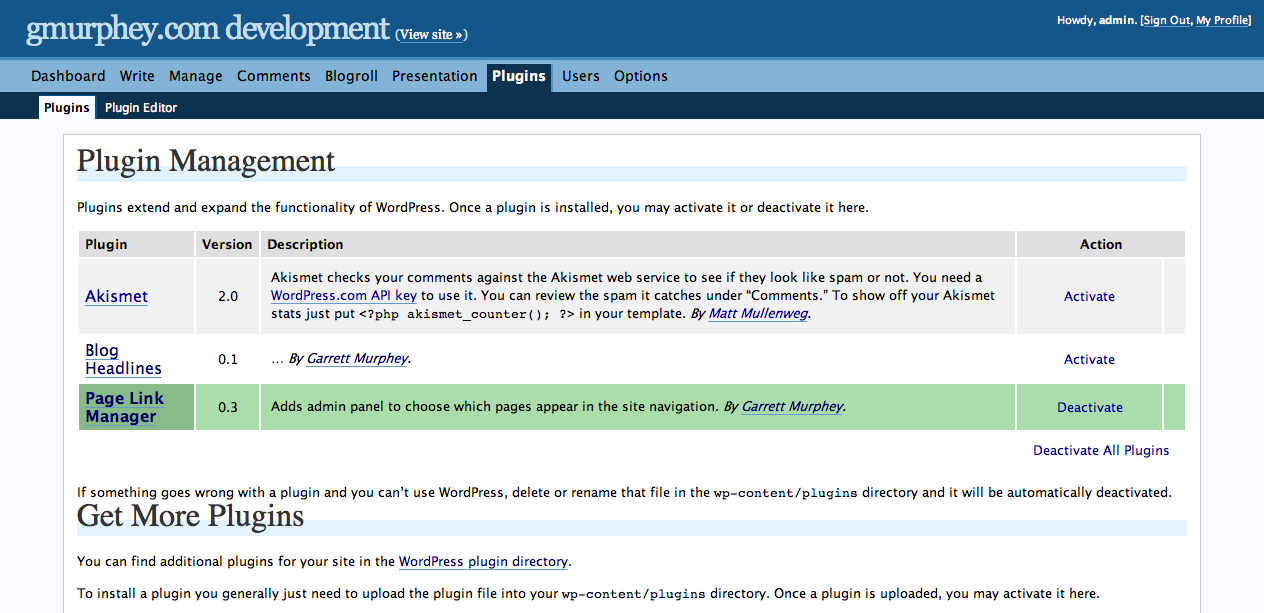 gmurphey.com development (View site »)
Howdy, admin. [Sign Out, My Profile]
Dashboard Write Manage Comments Blogroll Presentation Plugins Users Options
Plugins Plugin Editor
Plugin Management
Plugins extend and expand the functionality of WordPress. Once a plugin is installed, you may activate it or deactivate it here.
Plugin Version Description Action
Akismet 2.0 Akismet checks your comments against the Akismet web service to see if they look like spam or not. You need a
WordPress.com API key to use it. You can review the spam it catches under “Comments.” To show off your Akismet
stats just put <?php akismet_counter(); ?> in your template. By Matt Mullenweg. Activate
Blog
Headlines 0.1 ... By Garrett Murphey. Activate
Page Link
Manager 0.3 Adds admin panel to choose which pages appear in the site navigation. By Garrett Murphey. Deactivate
Deactivate All Plugins
If something goes wrong with a plugin and you can’t use WordPress, delete or rename that file in the wp-content/plugins directory and it will be automatically deactivated.
Get More Plugins
You can find additional plugins for your site in the WordPress plugin directory.
To install a plugin you generally just need to upload the plugin file into your wp-content/plugins directory. Once a plugin is uploaded, you may activate it here.